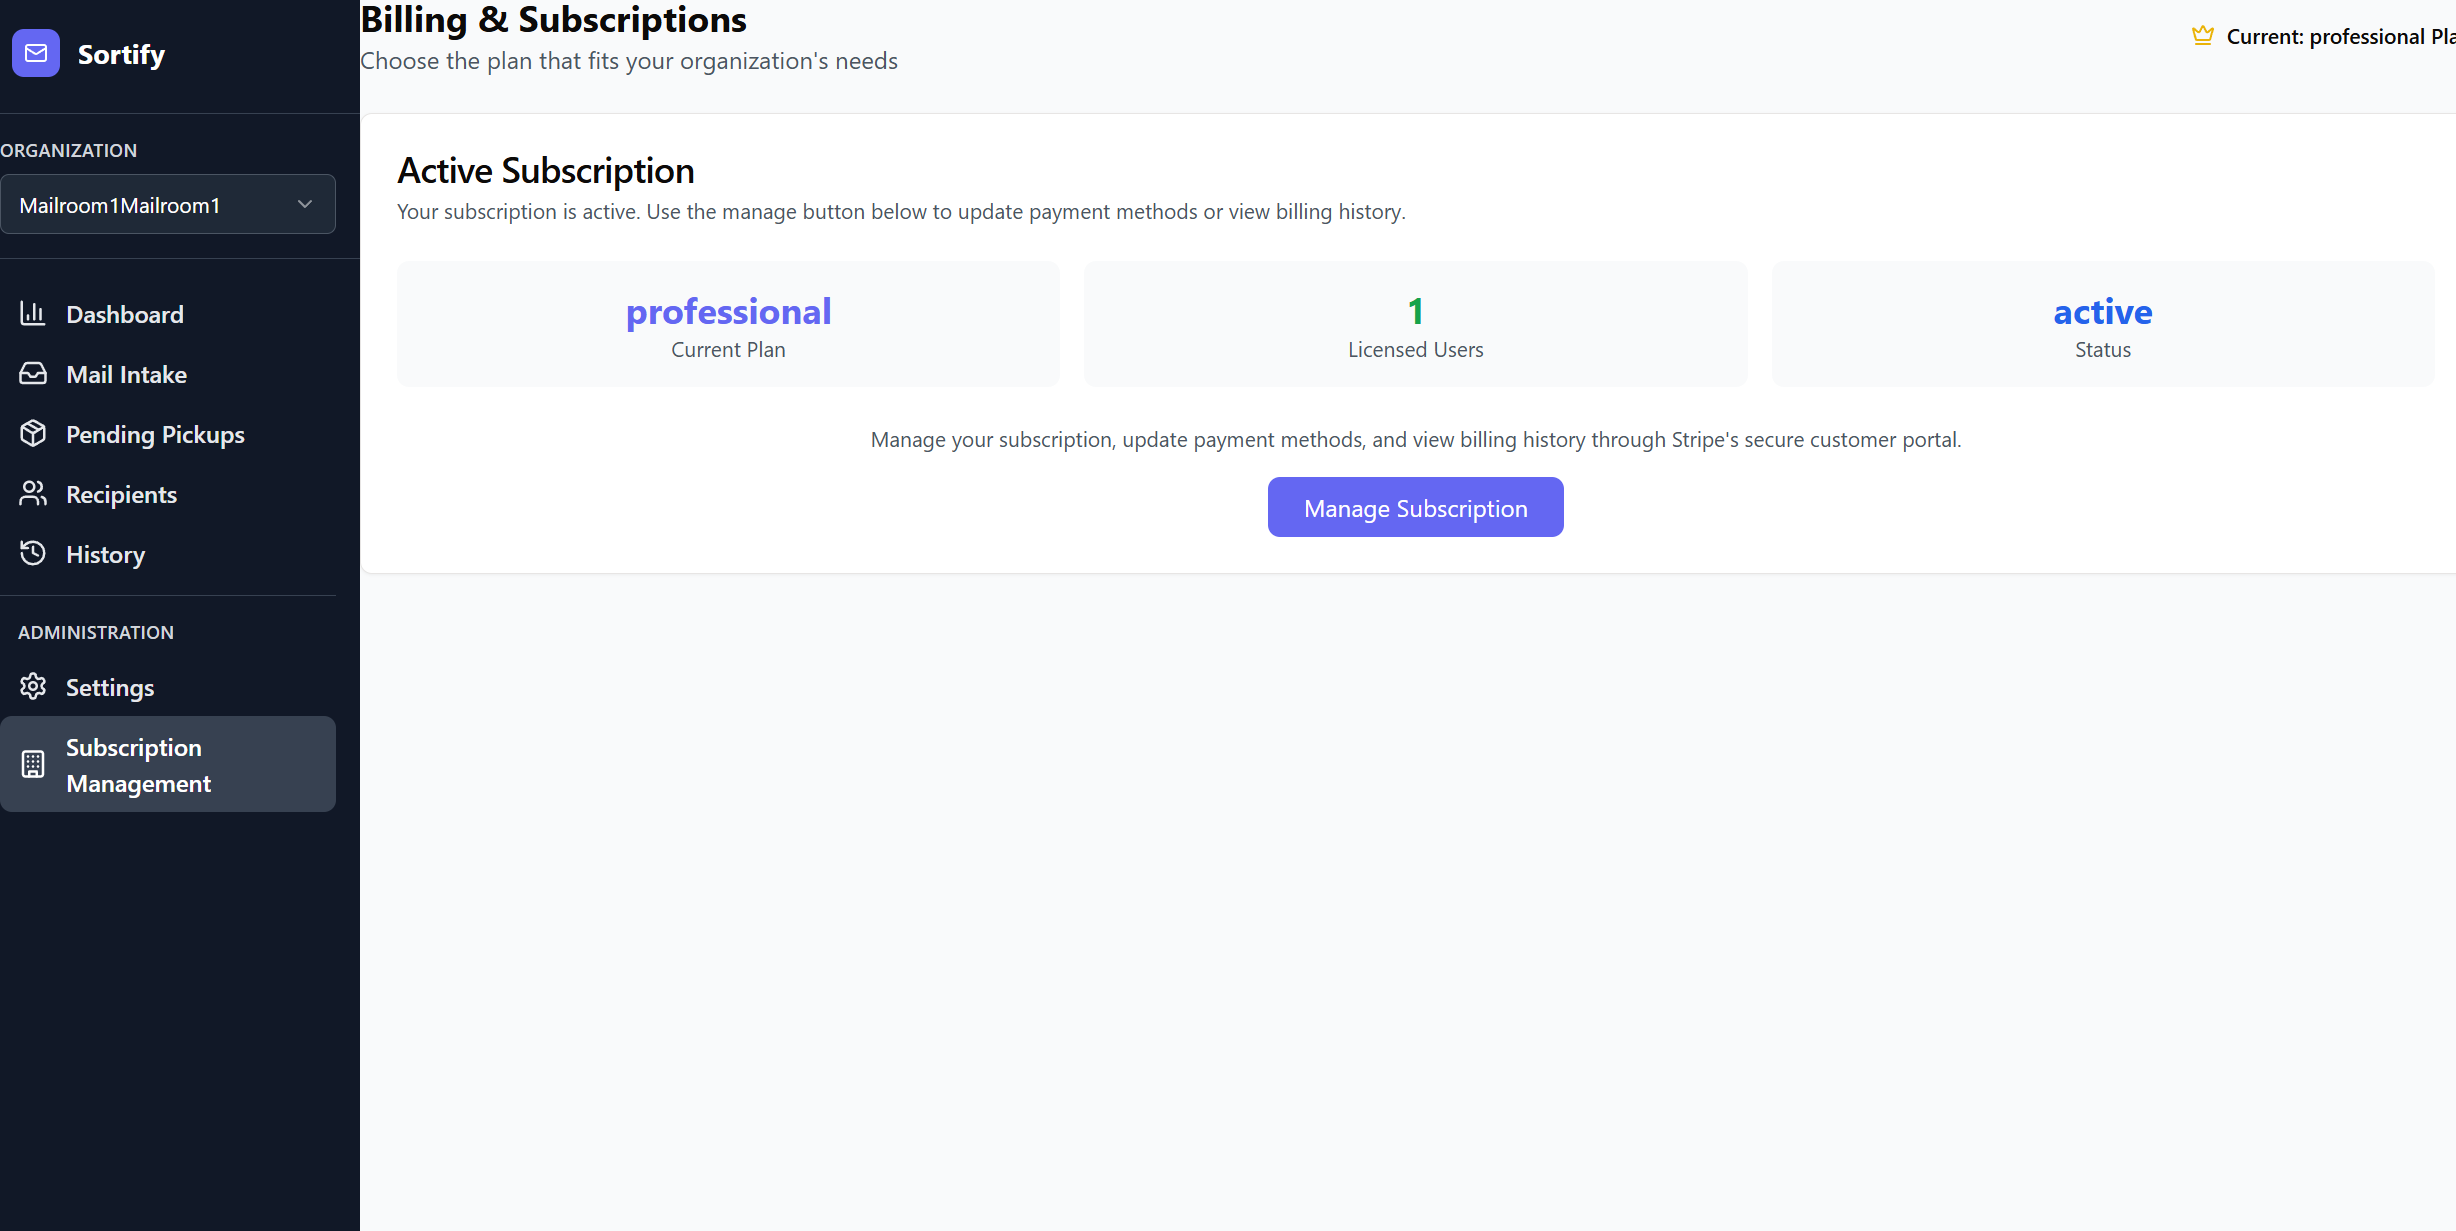 Sortify
ORGANIZATION
Mailroom1Mailroom1
Dashboard
Mail Intake
Pending Pickups
Recipients
History
ADMINISTRATION
Settings
Subscription
Management
Billing & Subscriptions
Choose the plan that fits your organization's needs
Current: professional Pla
Active Subscription
Your subscription is active. Use the manage button below to update payment methods or view billing history.
professional
Current Plan
1
Licensed Users
active
Status
Manage your subscription, update payment methods, and view billing history through Stripe's secure customer portal.
Manage Subscription